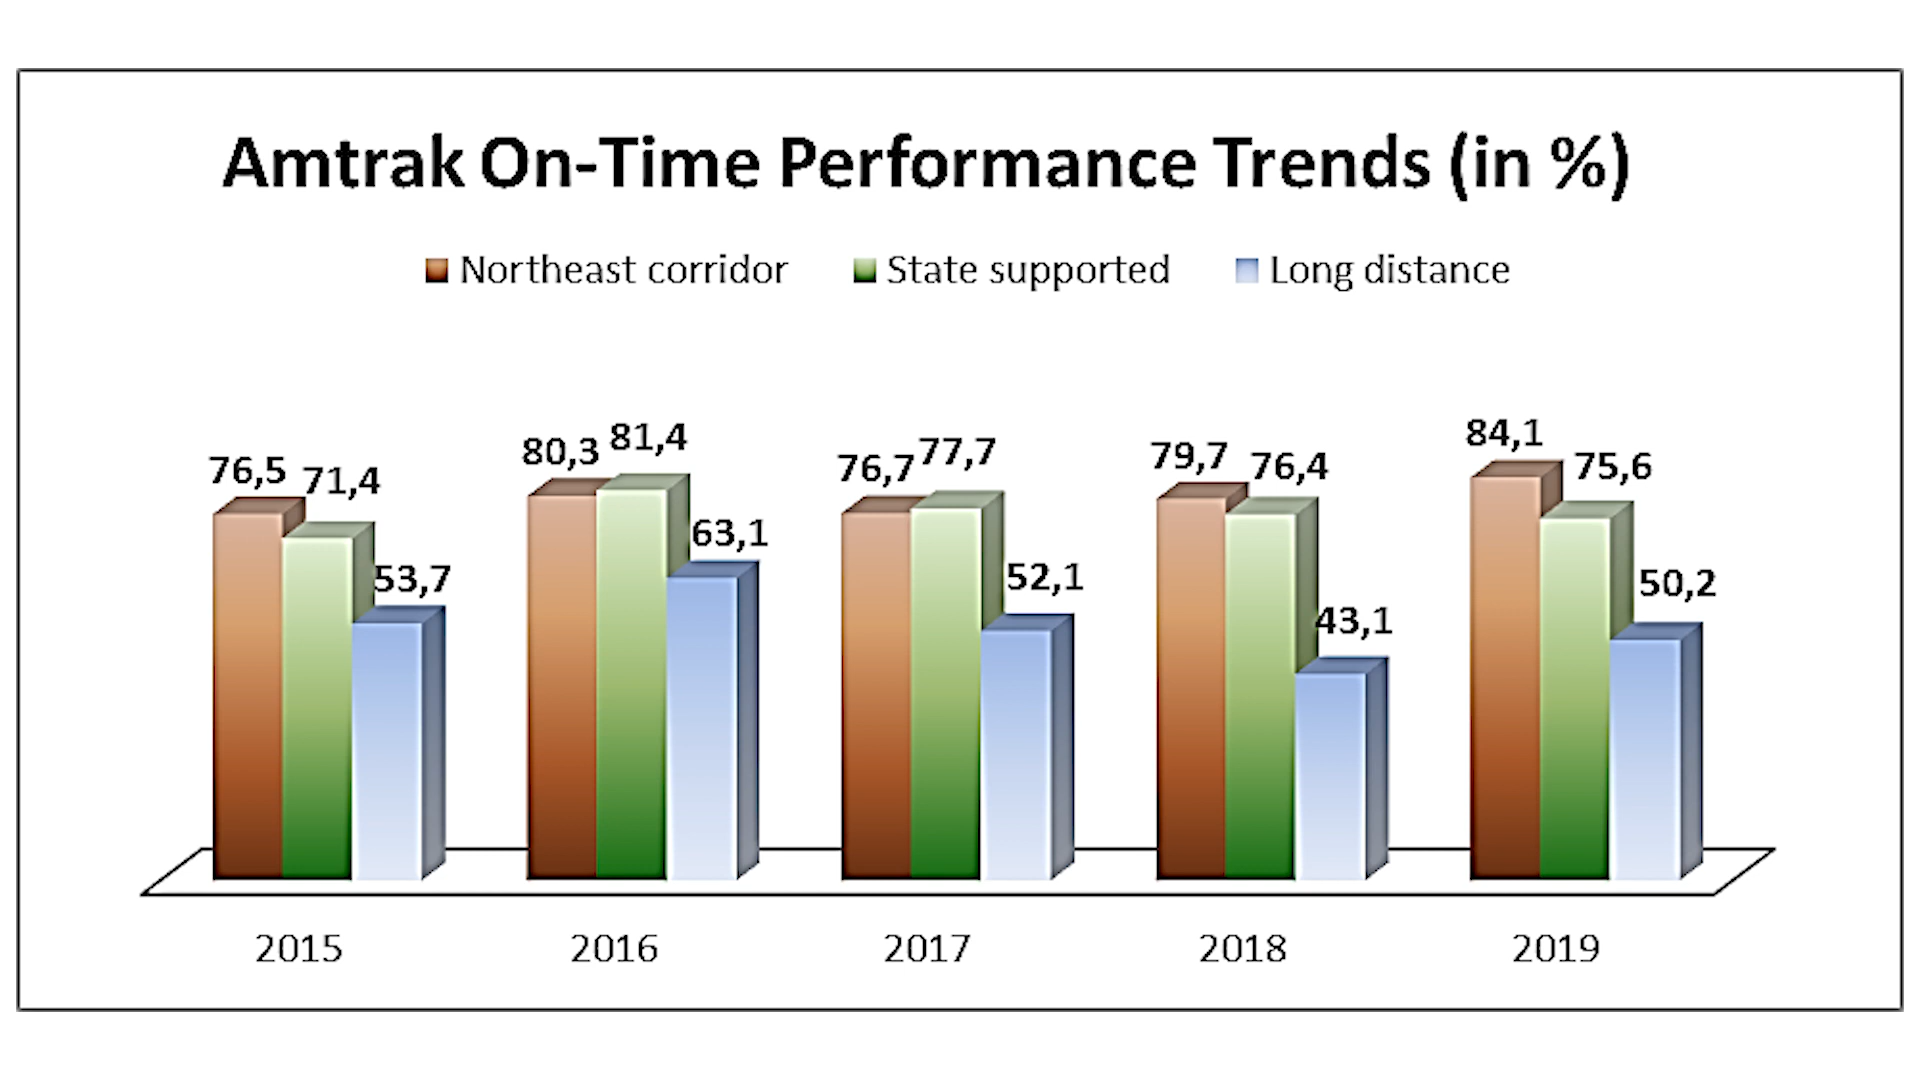 Amtrak On-Time Performance Trends (in %)
Northeast corridor State supported Long distance
76,5 71,4 53,7
80,3 81,4 63,1
76,7 77,7 52,1
79,7 76,4 43,1
84,1 75,6 50,2
2015 2016 2017 2018 2019